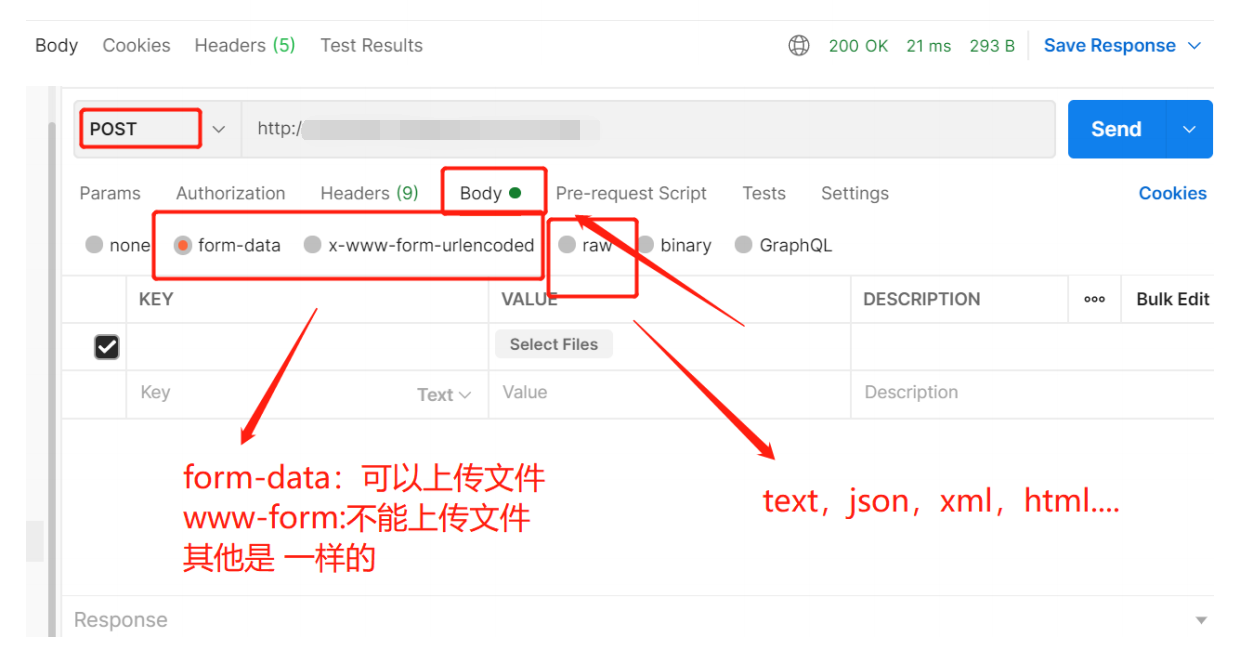 Body Cookies Headers (5) Test Results 200 OK 21 ms 293 B Save Response
POST http:/ Send
Params Authorization Headers (9) Body Pre-request Script Tests Settings Cookies
none form-data x-www-form-urlencoded raw binary GraphQL
KEY VALUE DESCRIPTION ooo Bulk Edit
Select Files
Key Text Value Description
form-data：可以上传文件
www-form:不能上传文件
其他是 一样的
text，json，xml，html....
Response